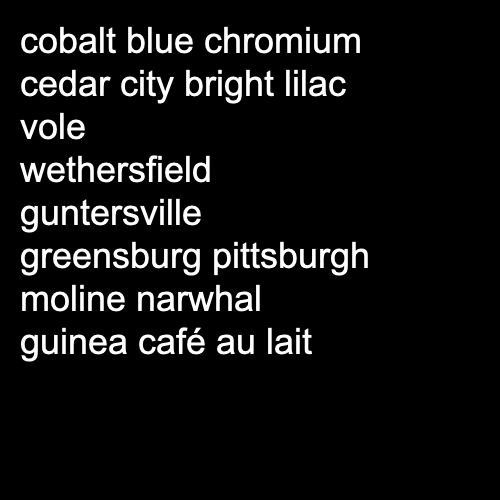 cobalt blue chromium
cedar city bright lilac
vole
wethersfield
guntersville
greensburg pittsburgh
moline narwhal
guinea café au lait